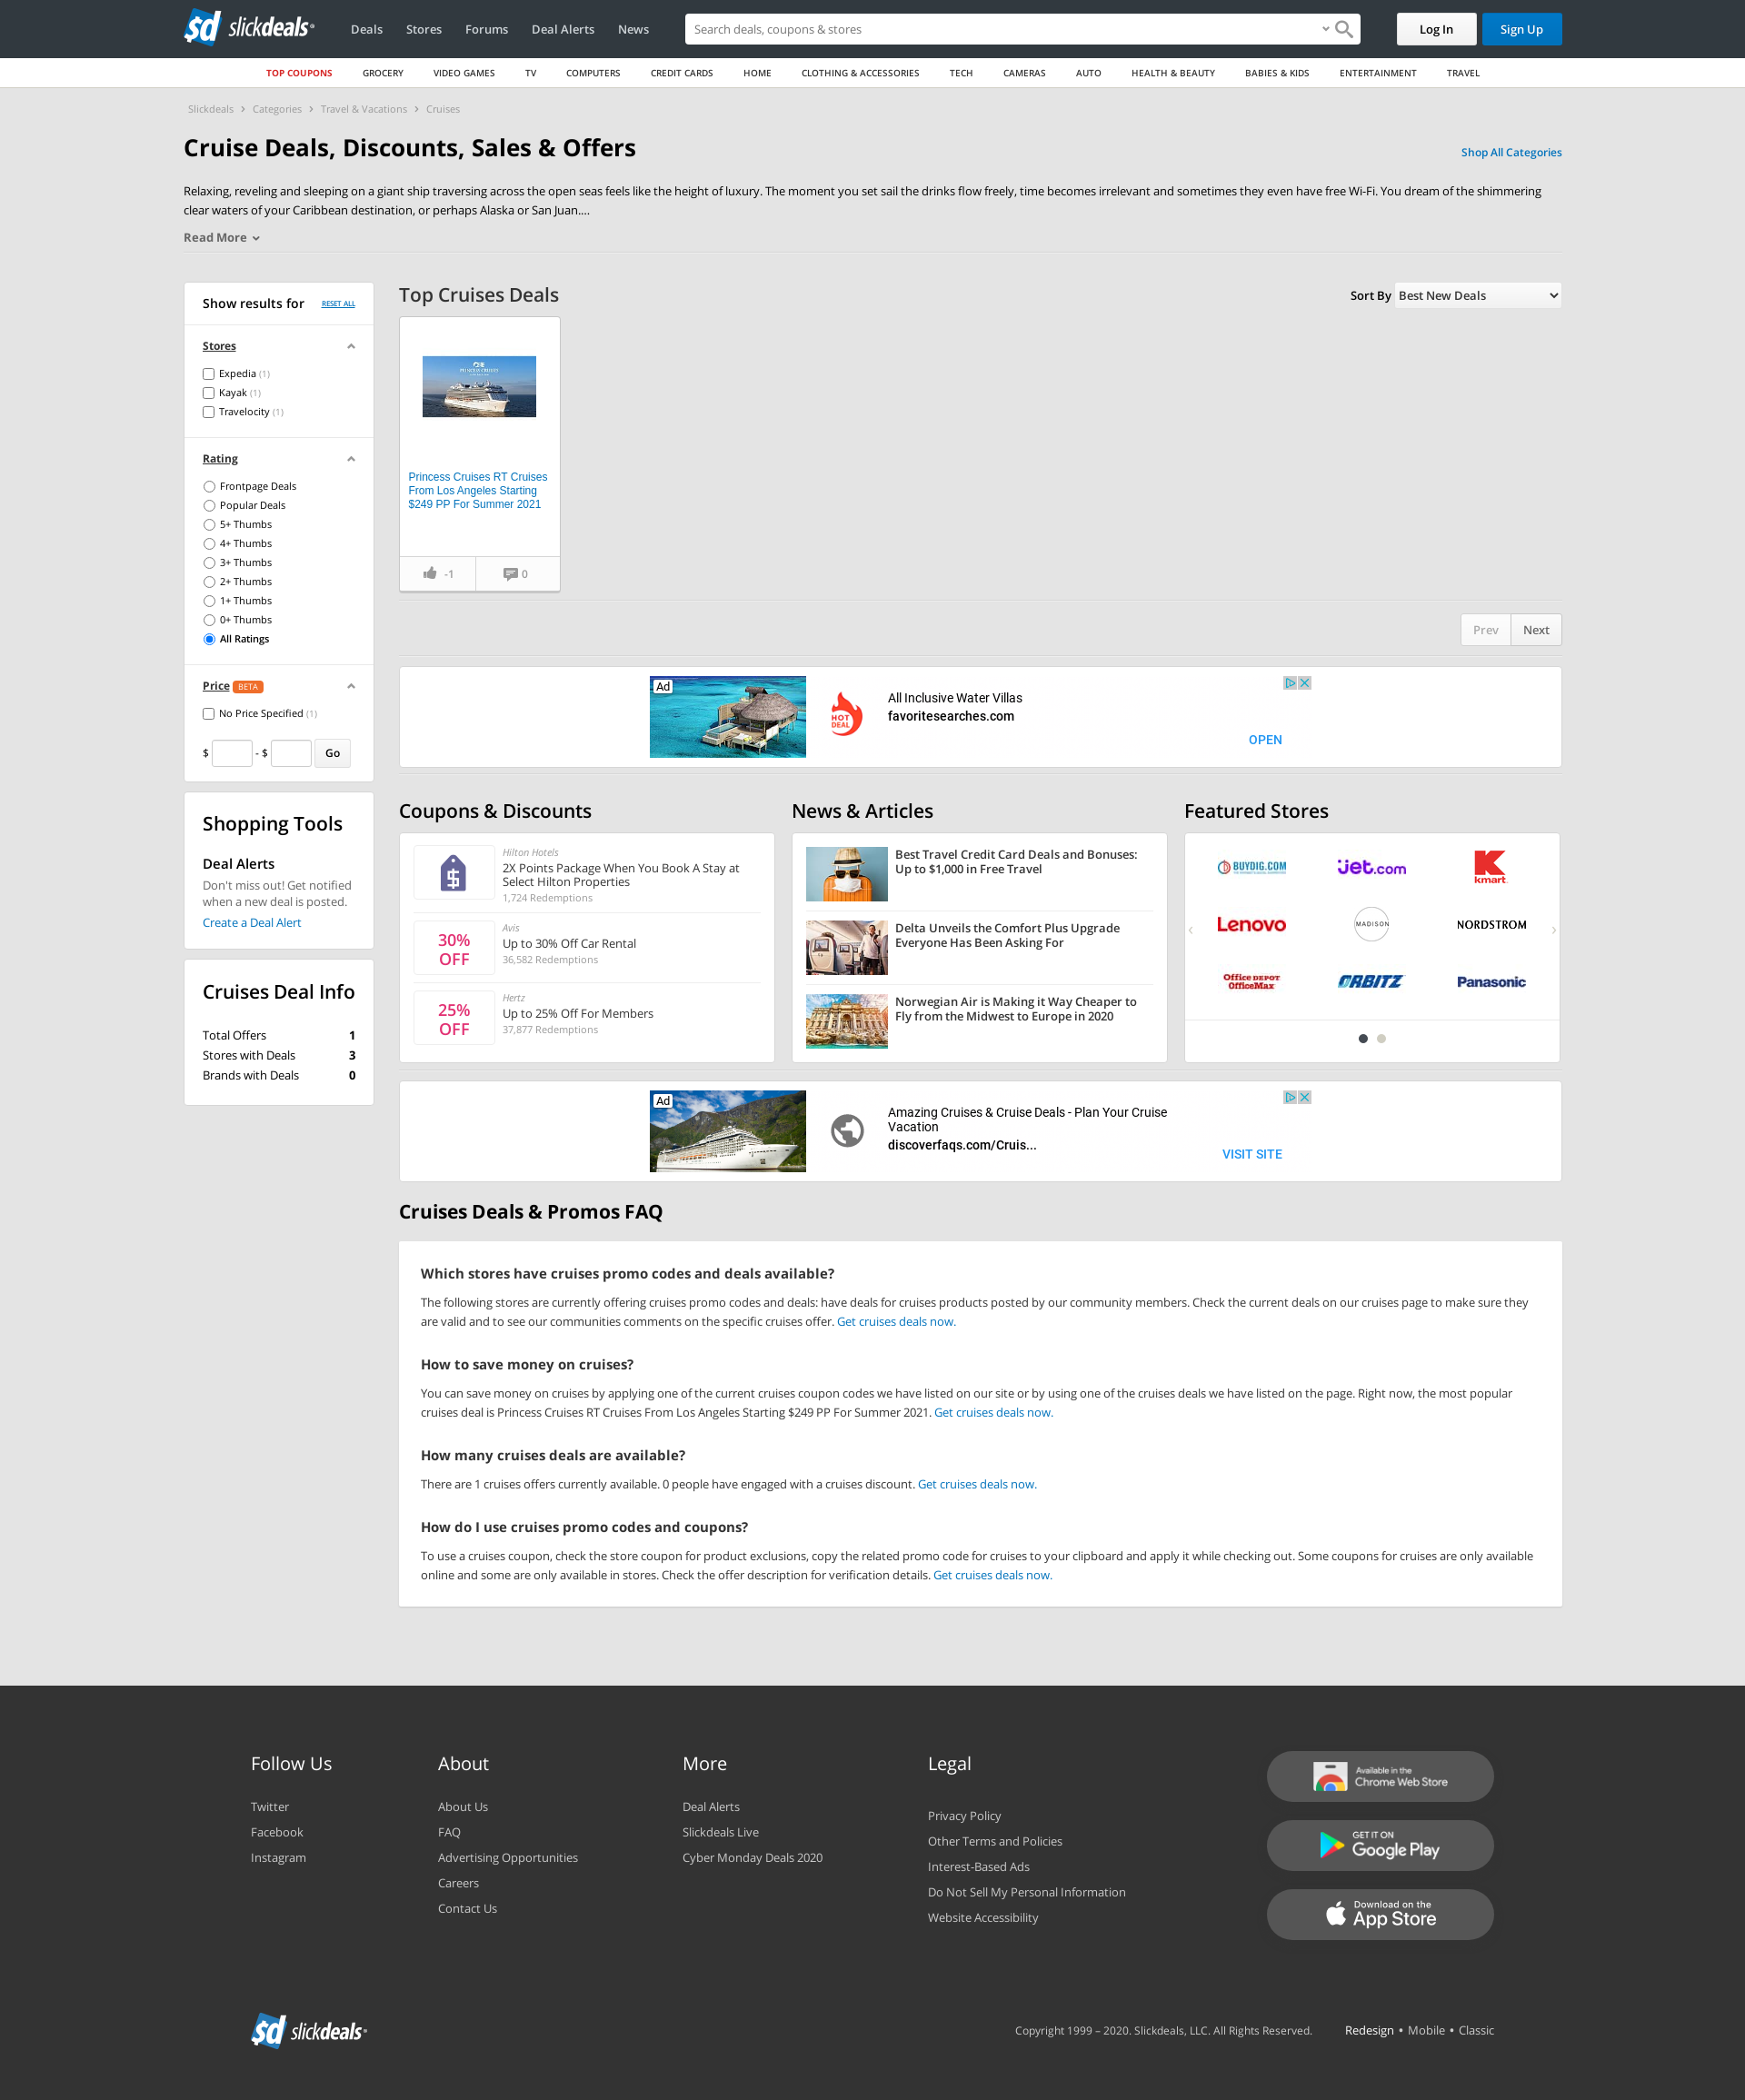 slickdeals
Deals Stores Forums Deal Alerts News
Search deals, coupons & stores
Log In Sign Up
TOP COUPONS GROCERY VIDEO GAMES TV COMPUTERS CREDIT CARDS HOME CLOTHING & ACCESSORIES TECH CAMERAS AUTO HEALTH & BEAUTY BABIES & KIDS ENTERTAINMENT TRAVEL
Slickdeals > Categories > Travel & Vacations > Cruises
Cruise Deals, Discounts, Sales & Offers
Shop All Categories
Relaxing, reveling and sleeping on a giant ship traversing across the open seas feels like the height of luxury. The moment you set sail the drinks flow freely, time becomes irrelevant and sometimes they even have free Wi-Fi. You dream of the shimmering
clear waters of your Caribbean destination, or perhaps Alaska or San Juan....
Read More
Show results for RESET ALL
Stores
Expedia (1)
Kayak (1)
Travelocity (1)
Rating
Frontpage Deals
Popular Deals
5+ Thumbs
4+ Thumbs
3+ Thumbs
2+ Thumbs
1+ Thumbs
0+ Thumbs
All Ratings
Price BETA
No Price Specified (1)
$ - $ Go
Shopping Tools
Deal Alerts
Don't miss out! Get notified
when a new deal is posted.
Create a Deal Alert
Cruises Deal Info
Total Offers 1
Stores with Deals 3
Brands with Deals 0
Top Cruises Deals
Sort By Best New Deals
PRINCESS CRUISES
Princess Cruises RT Cruises
From Los Angeles Starting
$249 PP For Summer 2021
-1 0
Prev Next
Ad
HOT
DEAL
All Inclusive Water Villas
favoritesearches.com
OPEN
Coupons & Discounts
Hilton Hotels
2X Points Package When You Book A Stay at
Select Hilton Properties
1,724 Redemptions
30%
OFF
Avis
Up to 30% Off Car Rental
36,582 Redemptions
25%
OFF
Hertz
Up to 25% Off For Members
37,877 Redemptions
News & Articles
Best Travel Credit Card Deals and Bonuses:
Up to $1,000 in Free Travel
Delta Unveils the Comfort Plus Upgrade
Everyone Has Been Asking For
Norwegian Air is Making it Way Cheaper to
Fly from the Midwest to Europe in 2020
Featured Stores
BUYDIG.COM jet.com kmart
Lenovo MADISON NORDSTROM
Office DEPOT
OfficeMax ORBITZ Panasonic
Ad
Amazing Cruises & Cruise Deals - Plan Your Cruise
Vacation
discoverfaqs.com/Cruis...
VISIT SITE
Cruises Deals & Promos FAQ
Which stores have cruises promo codes and deals available?
The following stores are currently offering cruises promo codes and deals: have deals for cruises products posted by our community members. Check the current deals on our cruises page to make sure they
are valid and to see our communities comments on the specific cruises offer. Get cruises deals now.
How to save money on cruises?
You can save money on cruises by applying one of the current cruises coupon codes we have listed on our site or by using one of the cruises deals we have listed on the page. Right now, the most popular
cruises deal is Princess Cruises RT Cruises From Los Angeles Starting $249 PP For Summer 2021. Get cruises deals now.
How many cruises deals are available?
There are 1 cruises offers currently available. 0 people have engaged with a cruises discount. Get cruises deals now.
How do I use cruises promo codes and coupons?
To use a cruises coupon, check the store coupon for product exclusions, copy the related promo code for cruises to your clipboard and apply it while checking out. Some coupons for cruises are only available
online and some are only available in stores. Check the offer description for verification details. Get cruises deals now.
Follow Us
Twitter
Facebook
Instagram
About
About Us
FAQ
Advertising Opportunities
Careers
Contact Us
More
Deal Alerts
Slickdeals Live
Cyber Monday Deals 2020
Legal
Privacy Policy
Other Terms and Policies
Interest-Based Ads
Do Not Sell My Personal Information
Website Accessibility
Available in the
Chrome Web Store
GET IT ON
Google Play
Download on the
App Store
slickdeals
Copyright 1999 – 2020. Slickdeals, LLC. All Rights Reserved. Redesign • Mobile • Classic